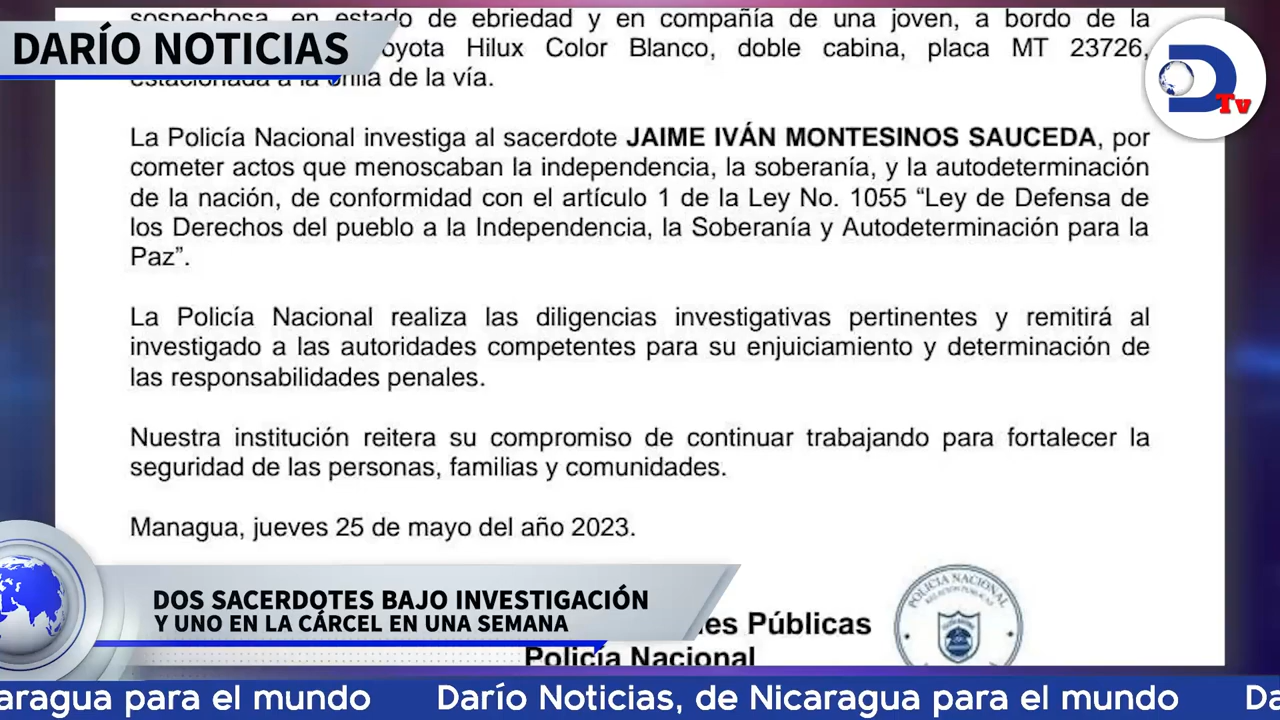 sospechosa, en estado de ebriedad y en compañía de una joven, a bordo de la
DARÍO NOTICIAS
Hilux Color Blanco, doble cabina, placa MT 23726,
estacionada a la orilla de la vía.
D
Tv
La Policía Nacional investiga al sacerdote JAIME IVÁN MONTESINOS SAUCEDA, por
cometer actos que menoscaban la independencia, la soberanía, y la autodeterminación
de la nación, de conformidad con el artículo 1 de la Ley No. 1055 “Ley de Defensa de
los Derechos del pueblo a la Independencia, la Soberanía y Autodeterminación para la
Paz”.
La Policía Nacional realiza las diligencias investigativas pertinentes y remitirá al
investigado a las autoridades competentes para su enjuiciamiento y determinación de
las responsabilidades penales.
Nuestra institución reitera su compromiso de continuar trabajando para fortalecer la
seguridad de las personas, familias y comunidades.
Managua, jueves 25 de mayo del año 2023.
DOS SACERDOTES BAJO INVESTIGACIÓN
Y UNO EN LA CÁRCEL EN UNA SEMANA
Públicas
Policía Nacional
POLICIA NACIONAL
RELACION PUBLICAS
aragua para el mundo Darío Noticias, de Nicaragua para el mundo Da